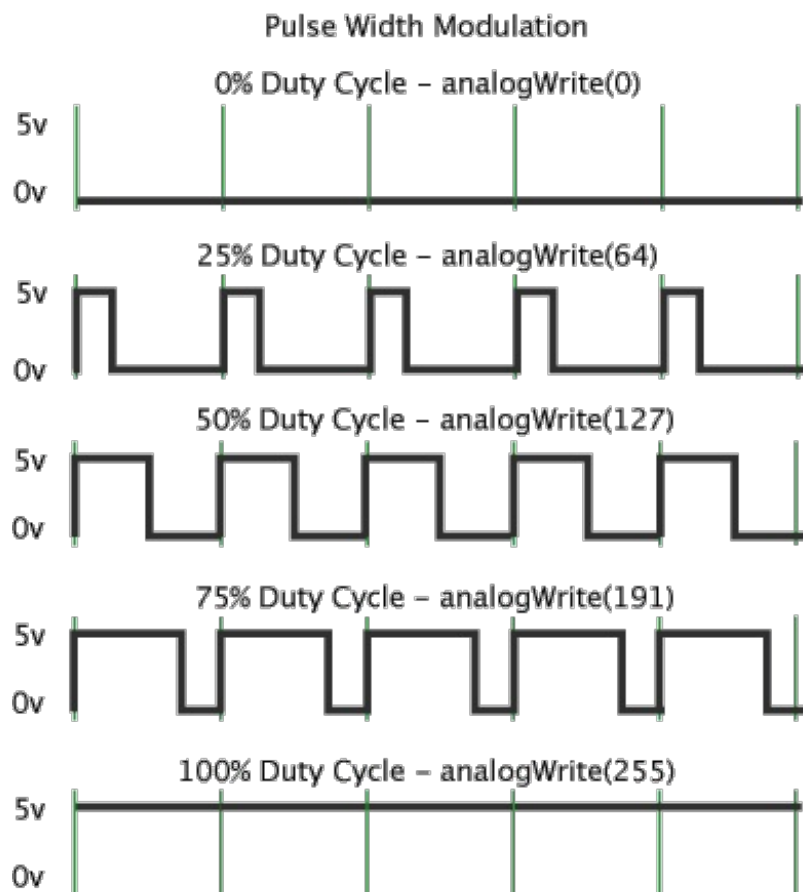 Pulse Width Modulation
0% Duty Cycle – analogWrite(0)
5v
0v
25% Duty Cycle – analogWrite(64)
5v
0v
50% Duty Cycle – analogWrite(127)
5v
0v
75% Duty Cycle – analogWrite(191)
5v
0v
100% Duty Cycle – analogWrite(255)
5v
0v